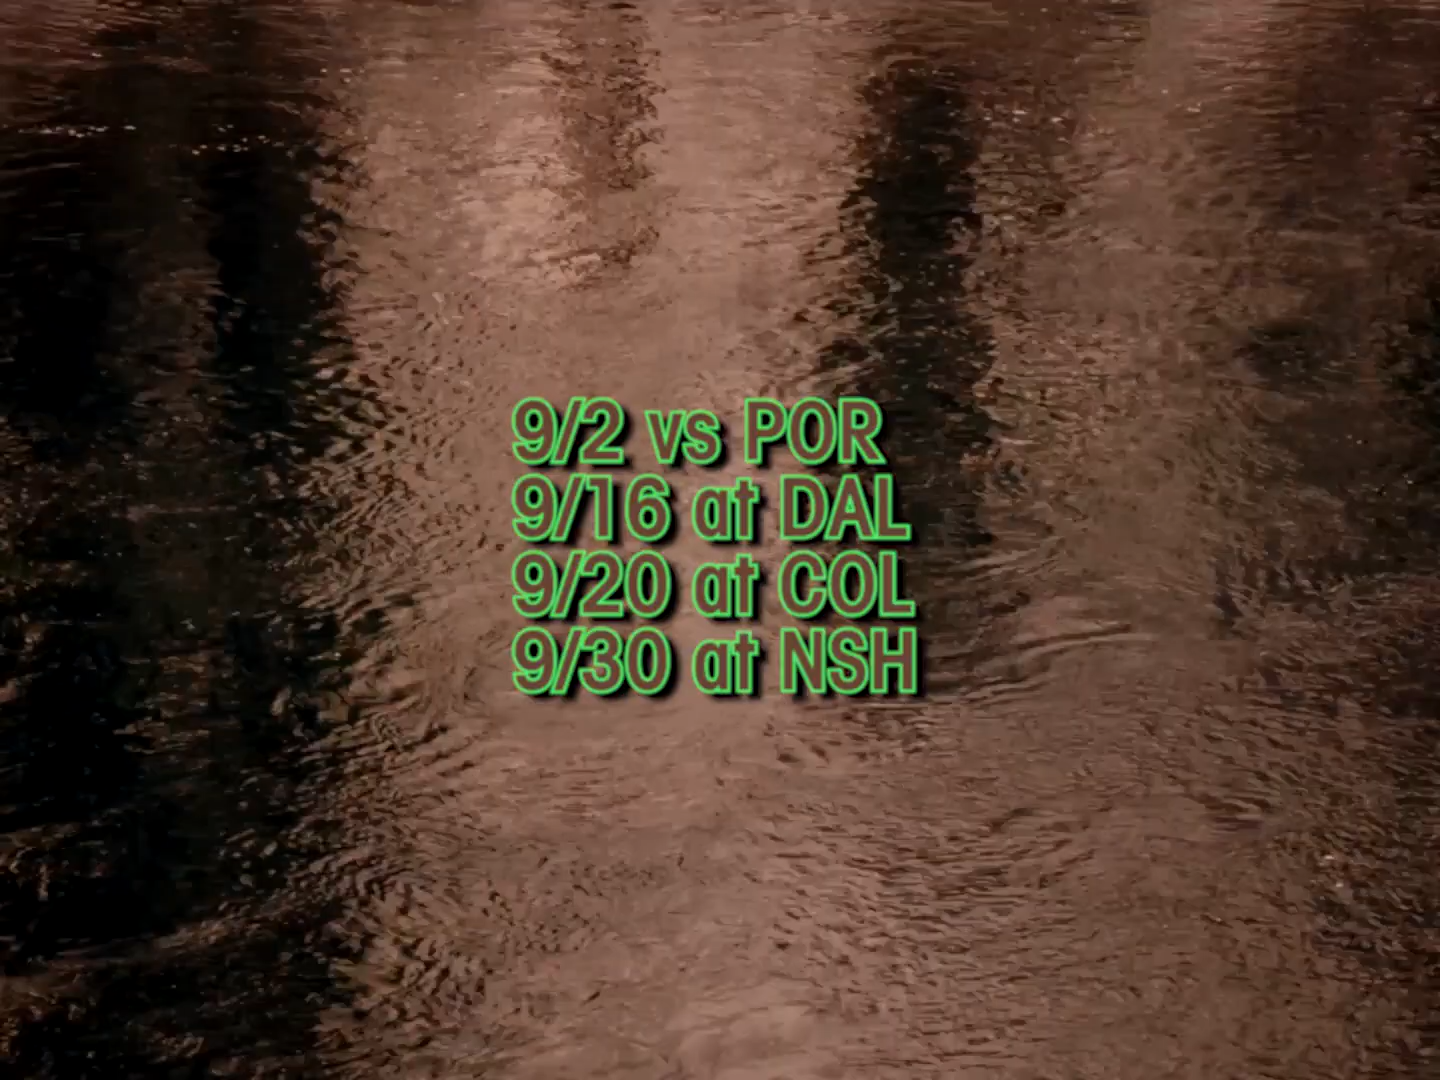 9/2 vs POR
9/16 at DAL
9/20 at COL
9/30 at NSH